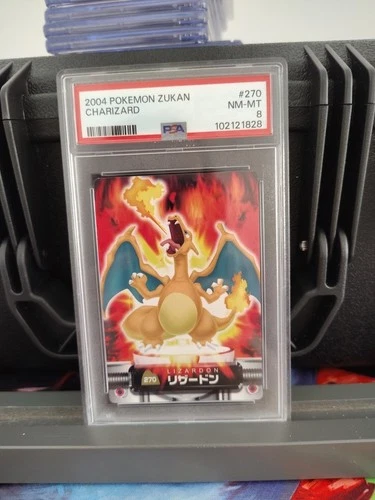 2004 POKEMON ZUKAN #270
CHARIZARD NM-MT
8
PSA 102121828
LIZARDON
270 リザードン